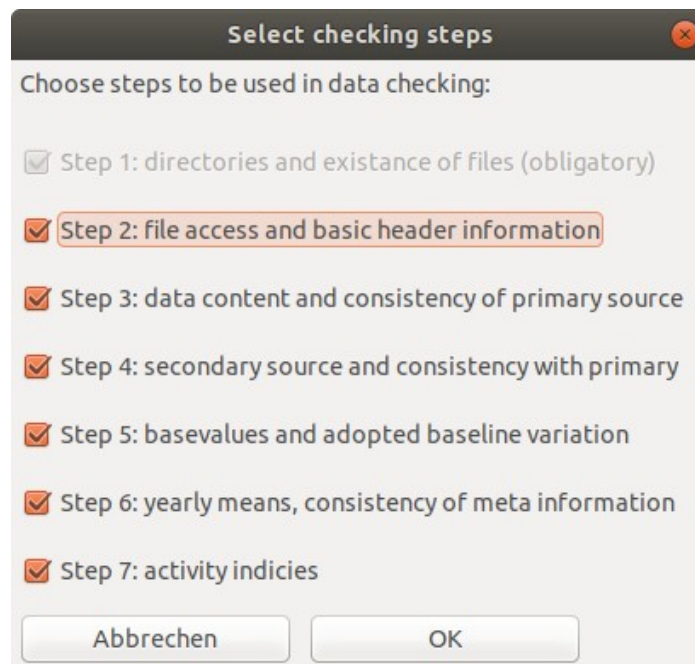 Select checking steps
Choose steps to be used in data checking:
Step 1: directories and existance of files (obligatory)
Step 2: file access and basic header information
Step 3: data content and consistency of primary source
Step 4: secondary source and consistency with primary
Step 5: basevalues and adopted baseline variation
Step 6: yearly means, consistency of meta information
Step 7: activity indicies
Abbrechen OK